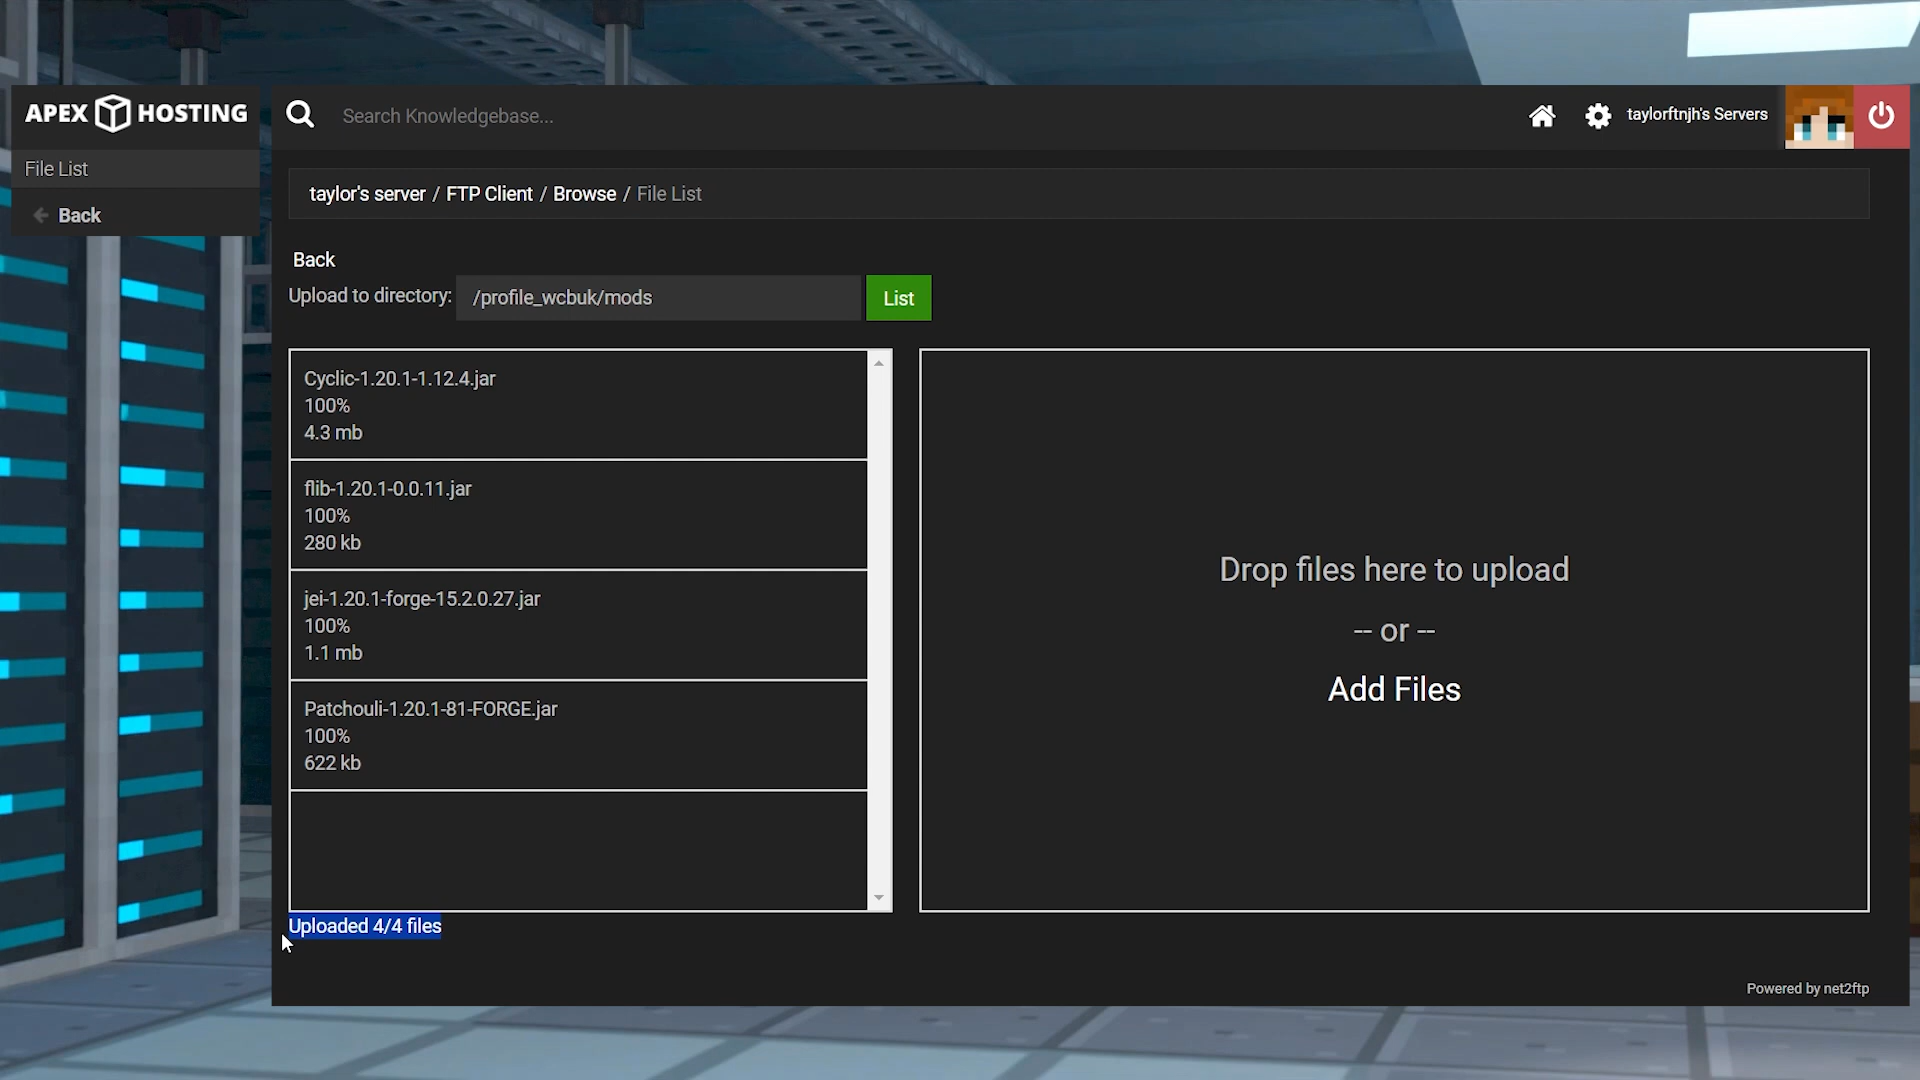 APEX HOSTING
Search Knowledgebase...
taylorftnjh's Servers
File List
Back
taylor's server / FTP Client / Browse / File List
Back
Upload to directory:
/profile_wcbuk/mods
List
Cyclic-1.20.1-1.12.4.jar
100%
4.3 mb
flib-1.20.1-0.0.11.jar
100%
280 kb
jei-1.20.1-forge-15.2.0.27.jar
100%
1.1 mb
Patchouli-1.20.1-81-FORGE.jar
100%
622 kb
Uploaded 4/4 files
Drop files here to upload
-- or --
Add Files
Powered by net2ftp